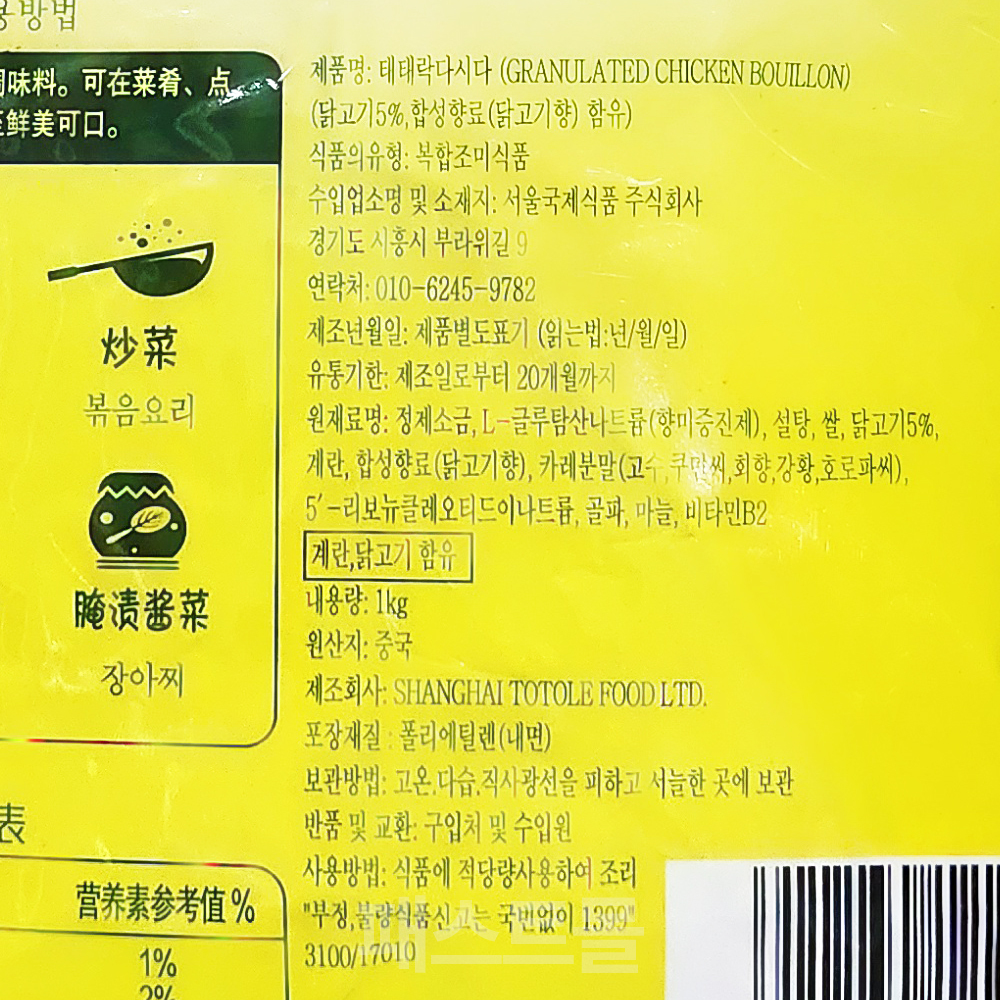 용방법
味料。可在菜肴、点
鲜美可口。
炒菜
볶음요리
腌渍酱菜
장아찌
表
营养素参考值 %
1%
2%
제품명: 태태락다시다 (GRANULATED CHICKEN BOUILLON)
(닭고기5%,합성향료(닭고기향) 함유)
식품의유형: 복합조미식품
수입업소명 및 소재지: 서울국제식품 주식회사
경기도 시흥시 부라위길 9
연락처: 010-6245-9782
제조년월일: 제품별도표기 (읽는법:년/월/일)
유통기한: 제조일로부터 20개월까지
원재료명: 정제소금, L-글루탐산나트륨(향미증진제), 설탕, 쌀, 닭고기5%,
계란, 합성향료(닭고기향), 카레분말(고수,쿠민씨,회향,강황,호로파씨),
5'-리보뉴클레오티드이나트륨, 골파, 마늘, 비타민B2
계란,닭고기 함유
내용량: 1kg
원산지: 중국
제조회사: SHANGHAI TOTOLE FOOD LTD.
포장재질 : 폴리에틸렌(내면)
보관방법: 고온.다습.직사광선을 피하고 서늘한 곳에 보관
반품 및 교환: 구입처 및 수입원
사용방법: 식품에 적당량사용하여 조리
"부정,불량식품신고는 국번없이 1399"
3100/17010